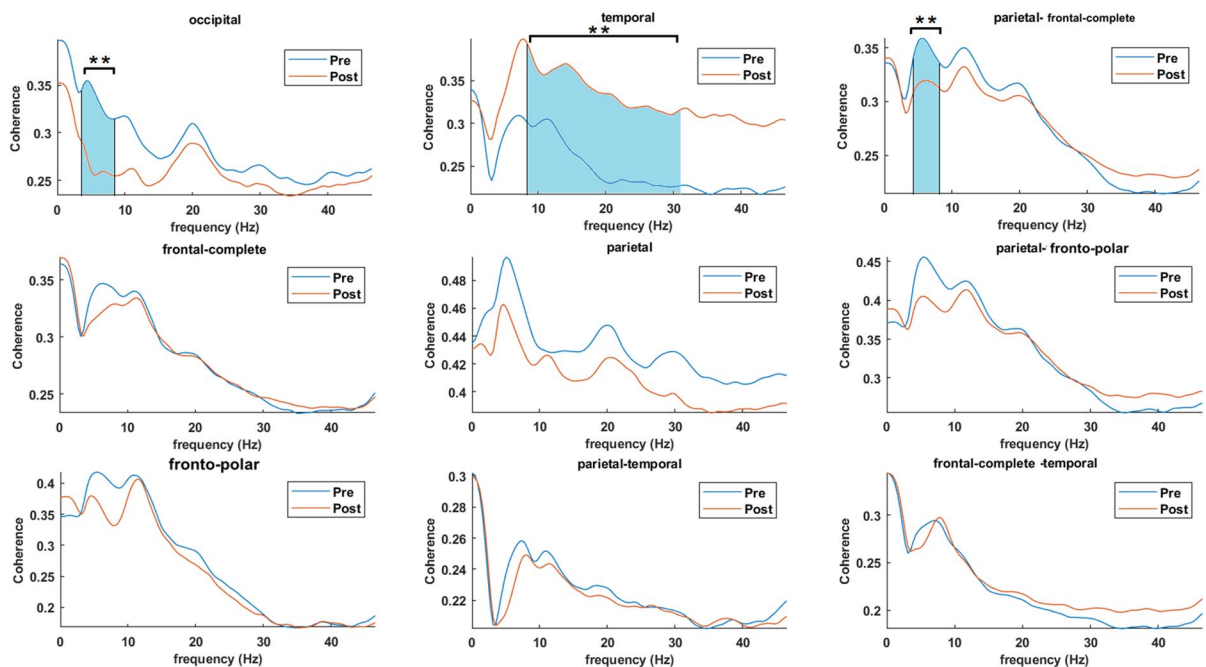 occipital
**
Pre
Post
0.35
0.3
0.25
Coherence
0 10 20 30 40
frequency (Hz)
temporal
**
Pre
Post
0.35
0.3
0.25
Coherence
0 10 20 30 40
frequency (Hz)
parietal- frontal-complete
**
Pre
Post
0.35
0.3
0.25
Coherence
0 10 20 30 40
frequency (Hz)
frontal-complete
Pre
Post
0.35
0.3
0.25
Coherence
0 10 20 30 40
frequency (Hz)
parietal
Pre
Post
0.48
0.46
0.44
0.42
0.4
Coherence
0 10 20 30 40
frequency (Hz)
parietal- fronto-polar
Pre
Post
0.45
0.4
0.35
0.3
Coherence
0 10 20 30 40
frequency (Hz)
fronto-polar
Pre
Post
0.4
0.35
0.3
0.25
0.2
Coherence
0 10 20 30 40
frequency (Hz)
parietal-temporal
Pre
Post
0.3
0.28
0.26
0.24
0.22
Coherence
0 10 20 30 40
frequency (Hz)
frontal-complete -temporal
Pre
Post
0.3
0.2
Coherence
0 10 20 30 40
frequency (Hz)